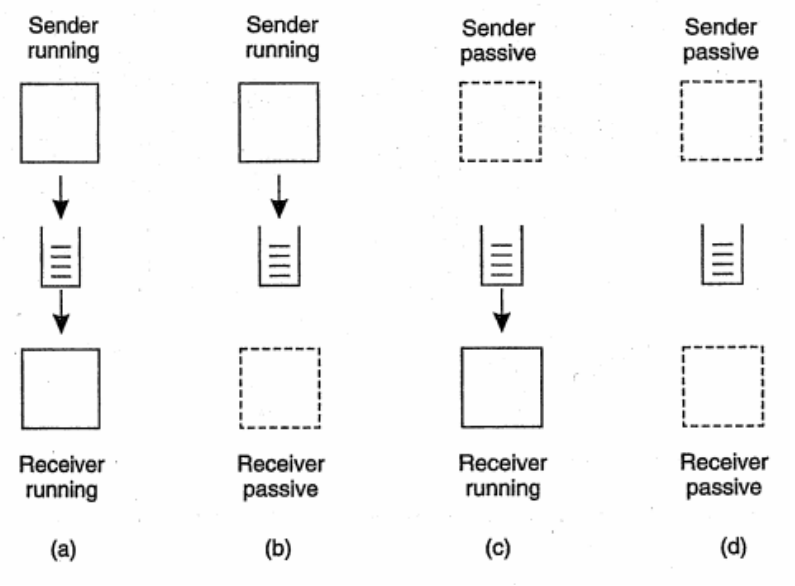 Sender
running
Sender
running
Sender
passive
Sender
passive
Receiver
running
Receiver
passive
Receiver
running
Receiver
passive
(a)
(b)
(c)
(d)